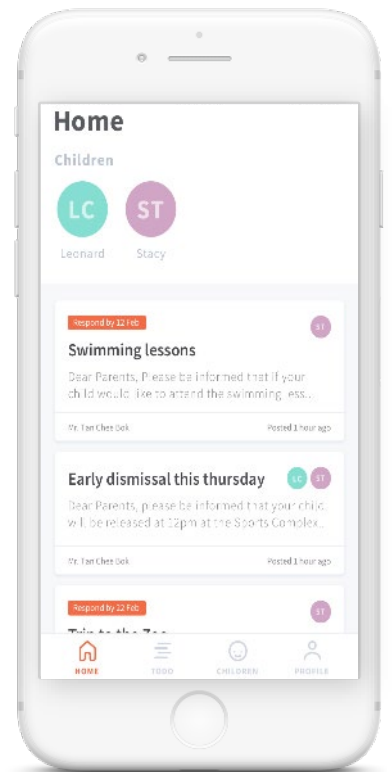 Home
Children
LC ST
Leonard Stacy
Respond by 12 Feb ST
Swimming lessons
Dear Parents, Please be informed that if your
child would like to attend the swimming less...
Mr. Tan Chee Bok Posted 1 hour ago
Early dismissal this thursday LC ST
Dear Parents, please be informed that your child
will be released at 12pm at the Sports Complex..
Mr. Tan Chee Bok Posted 1 hour ago
Respond by 22 Feb ST
Trip to the Zoo
HOME TODO CHILDREN PROFILE